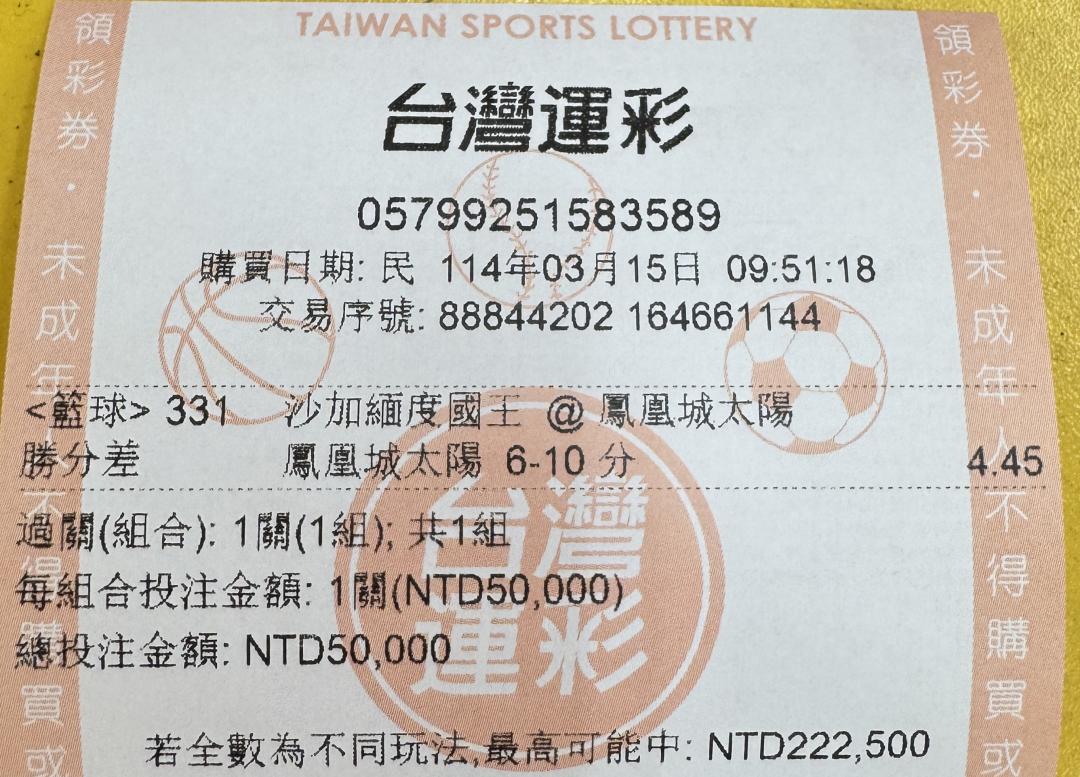 TAIWAN SPORTS LOTTERY
台灣運彩
05799251583589
購買日期: 民 114年03月15日 09:51:18
交易序號: 88844202 164661144
<籃球> 331 沙加緬度國王 @ 鳳凰城太陽
勝分差 鳳凰城太陽 6-10 分 4.45
過關(組合): 1關(1組); 共1組
每組合投注金額: 1關(NTD50,000)
總投注金額: NTD50,000
若全數為不同玩法,最高可能中: NTD222,500
台灣
運彩
領彩券・未成年人不得購買或
領彩券・未成年人不得購買或